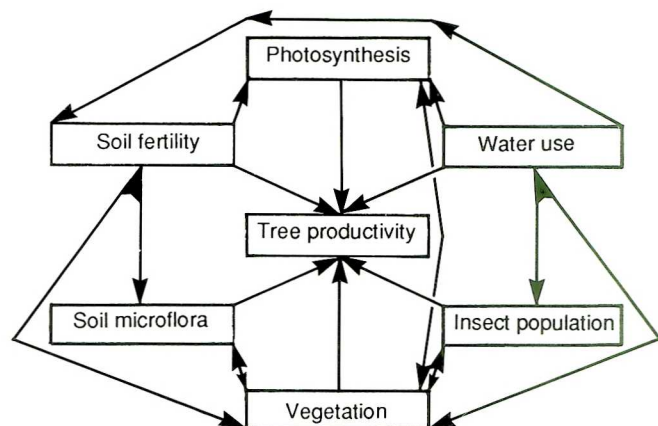 Photosynthesis
Soil fertility
Water use
Tree productivity
Soil microflora
Insect population
Vegetation